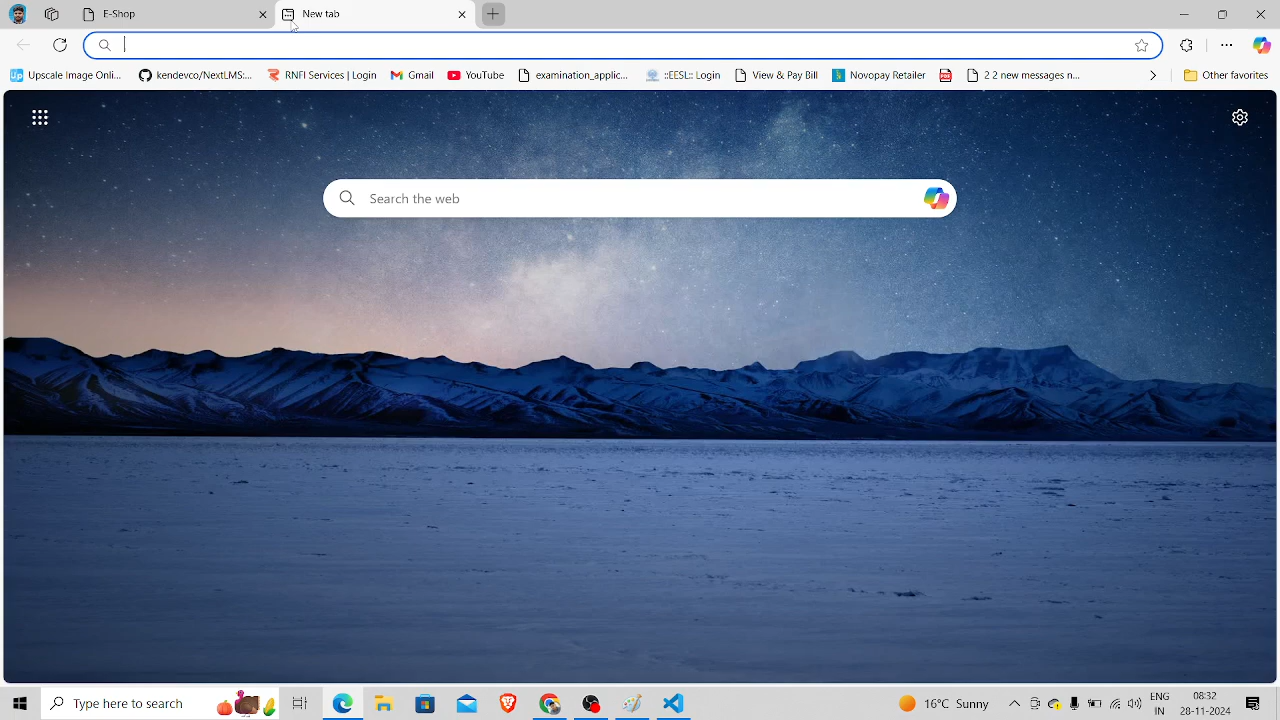 E-Shop
New tab
Upscale Image Onli...
kendevco/NextLMS:...
RNFI Services | Login
Gmail
YouTube
examination_applic...
::EESL:: Login
View & Pay Bill
Novopay Retailer
PDF
2 2 new messages n...
Other favorites
Search the web
Type here to search
16°C Sunny
ENG
IN
08:32
28-11-2024